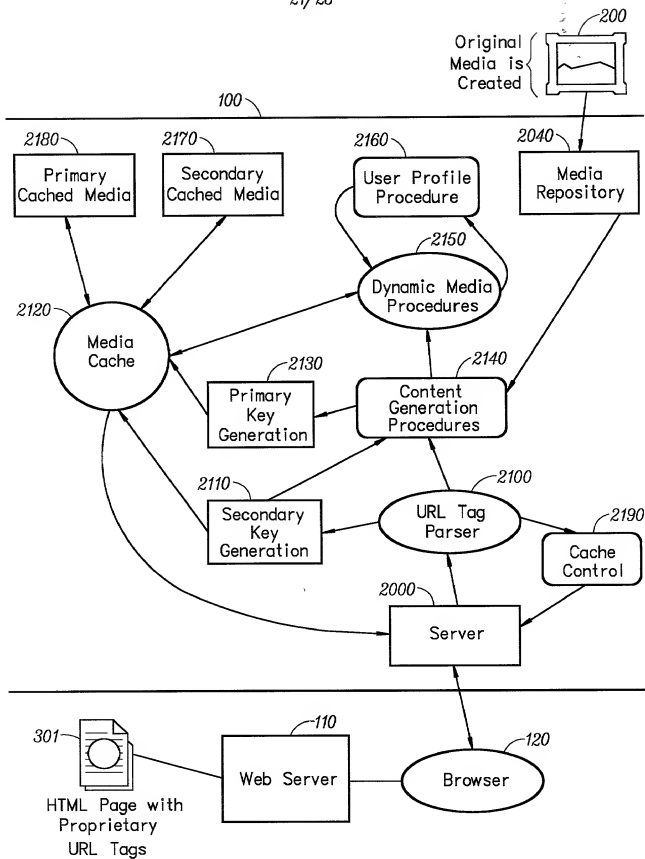 200
Original
Media is
Created
100
2180
2170
2160
2040
Primary
Cached Media
Secondary
Cached Media
User Profile
Procedure
Media
Repository
2150
Dynamic Media
Procedures
2120
Media
Cache
2130
2140
Primary
Key
Generation
Content
Generation
Procedures
2110
2100
Secondary
Key
Generation
URL Tag
Parser
2190
Cache
Control
2000
Server
301
110
120
Web Server
Browser
HTML Page with
Proprietary
URL Tags